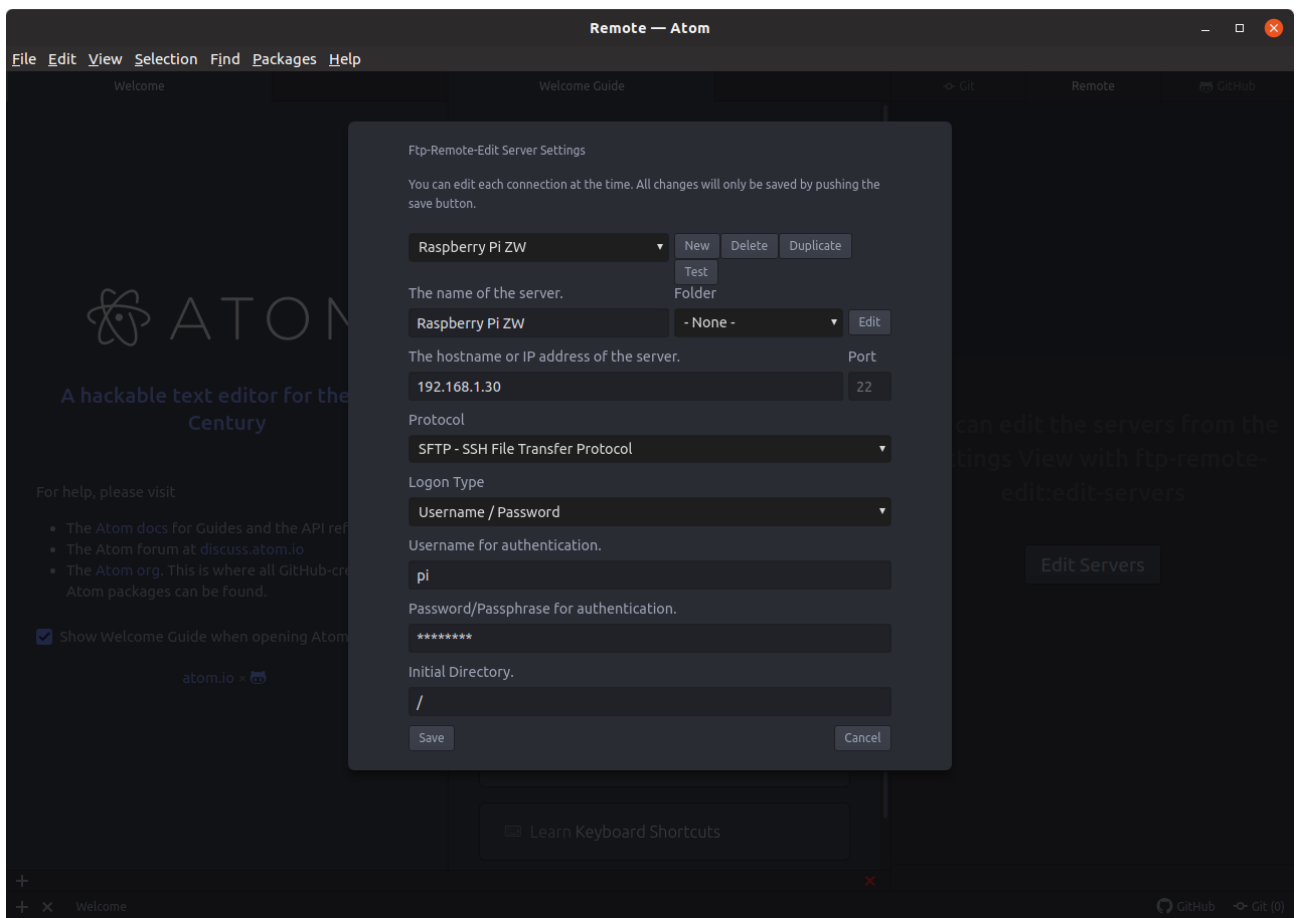 Remote — Atom
File Edit View Selection Find Packages Help
Welcome
Welcome Guide
Git
Remote
GitHub
ATOM
A hackable text editor for the
Century
For help, please visit
The Atom docs for Guides and the API ref
The Atom forum at discuss.atom.io
The Atom org. This is where all GitHub-cre
Atom packages can be found.
Show Welcome Guide when opening Atom
atom.io ×
Ftp-Remote-Edit Server Settings
You can edit each connection at the time. All changes will only be saved by pushing the
save button.
Raspberry Pi ZW
New Delete Duplicate
Test
The name of the server.
Folder
Raspberry Pi ZW
- None -
Edit
The hostname or IP address of the server.
Port
192.168.1.30
22
Protocol
SFTP - SSH File Transfer Protocol
Logon Type
Username / Password
Username for authentication.
pi
Password/Passphrase for authentication.
********
Initial Directory.
/
Save
Cancel
can edit the servers from the
ttings View with ftp-remote-
edit:edit-servers
Edit Servers
Learn Keyboard Shortcuts
Welcome
GitHub
Git (0)